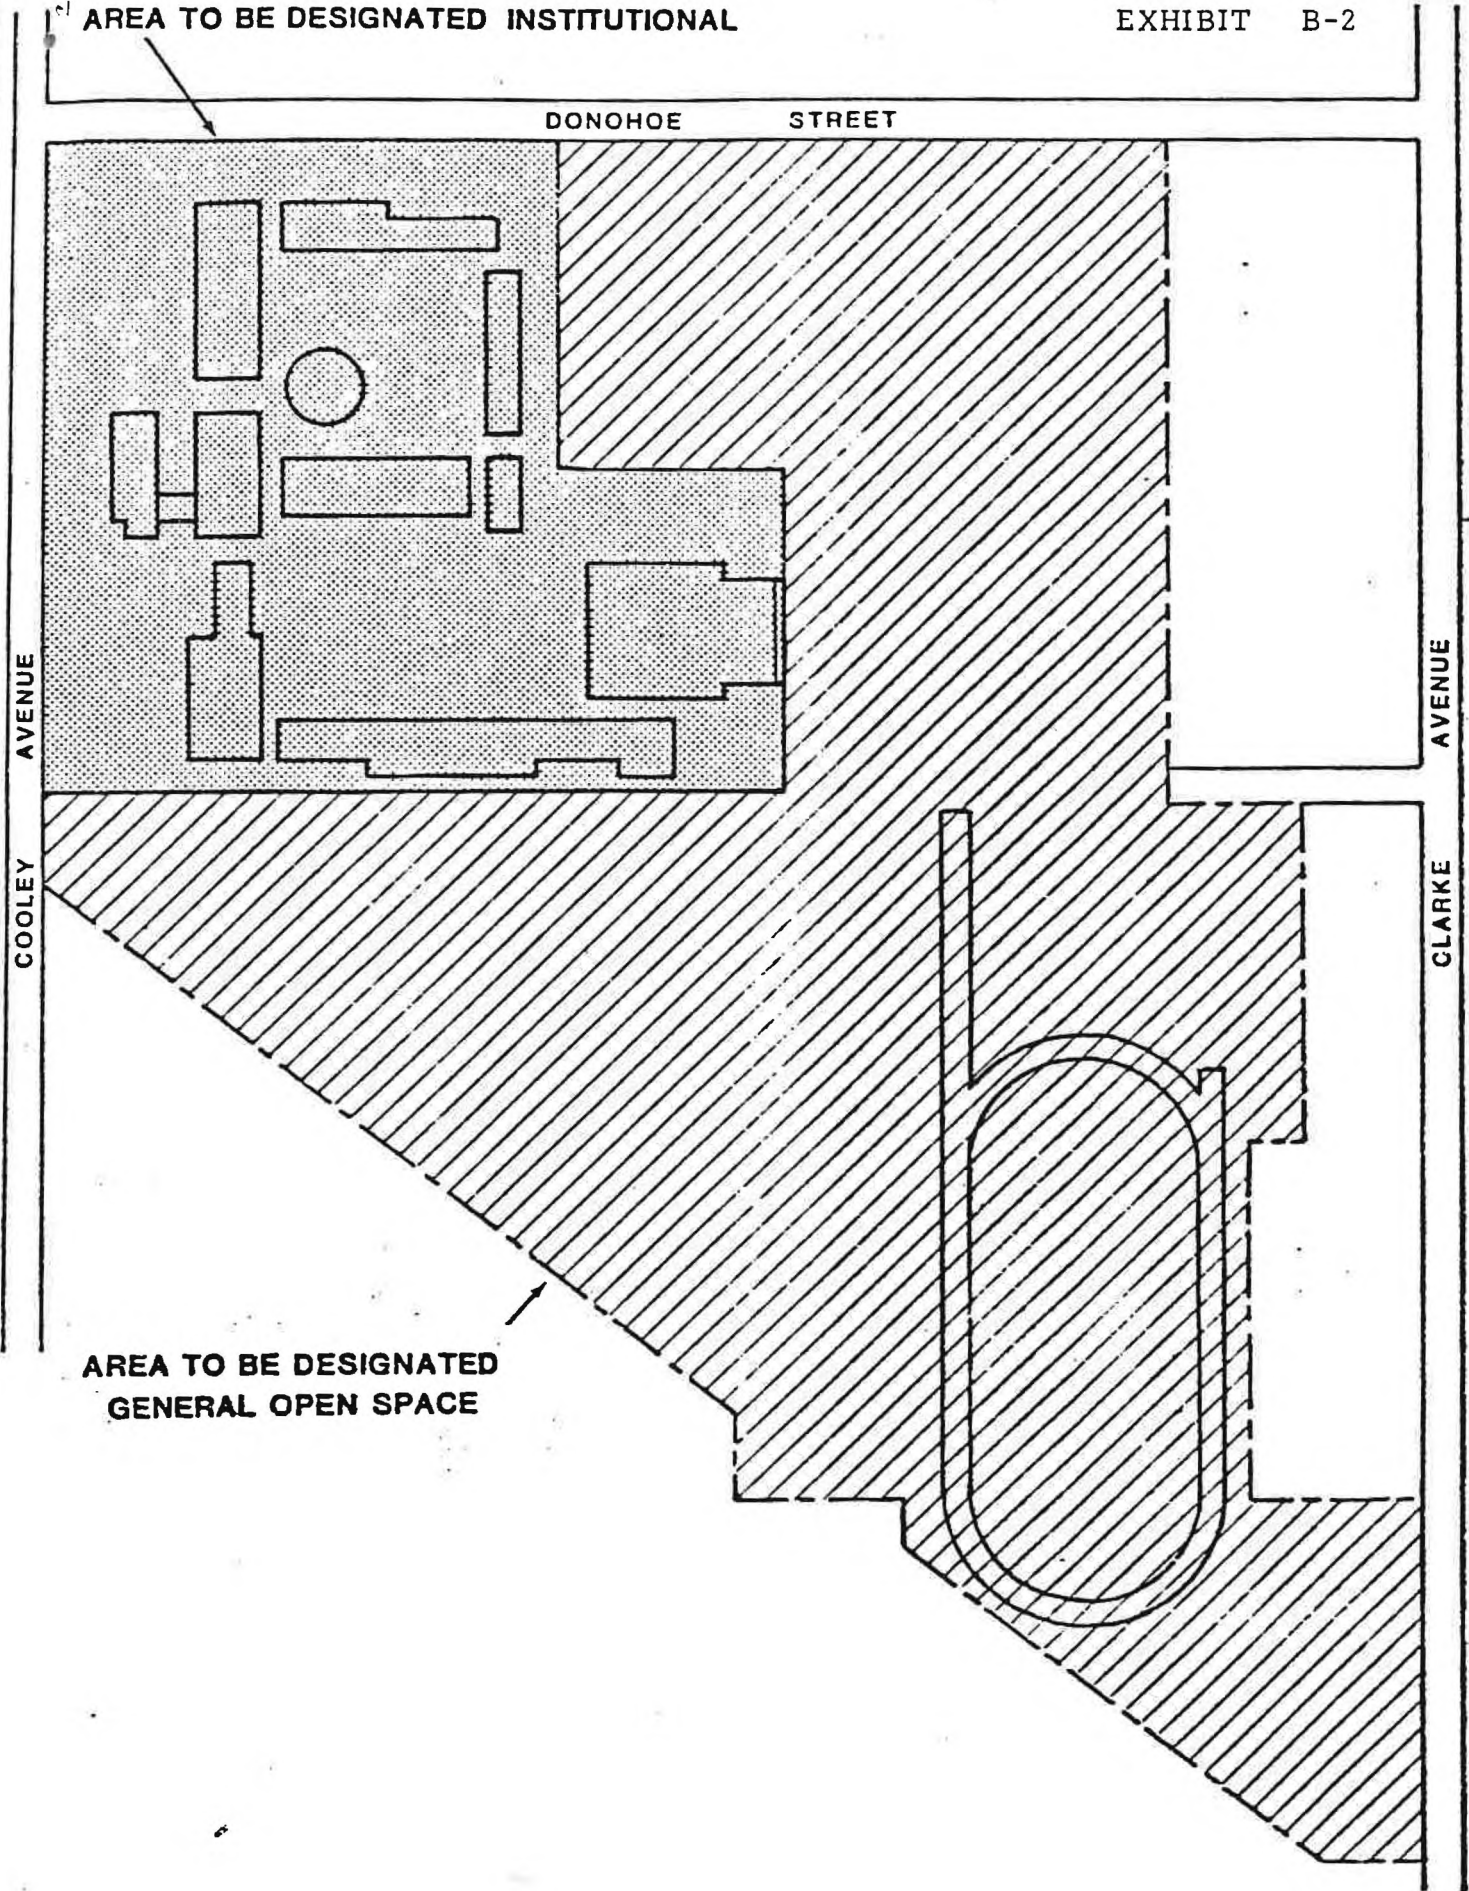 AREA TO BE DESIGNATED INSTITUTIONAL
EXHIBIT B-2
DONOHOE STREET
COOLEY AVENUE
CLARKE AVENUE
AREA TO BE DESIGNATED
GENERAL OPEN SPACE